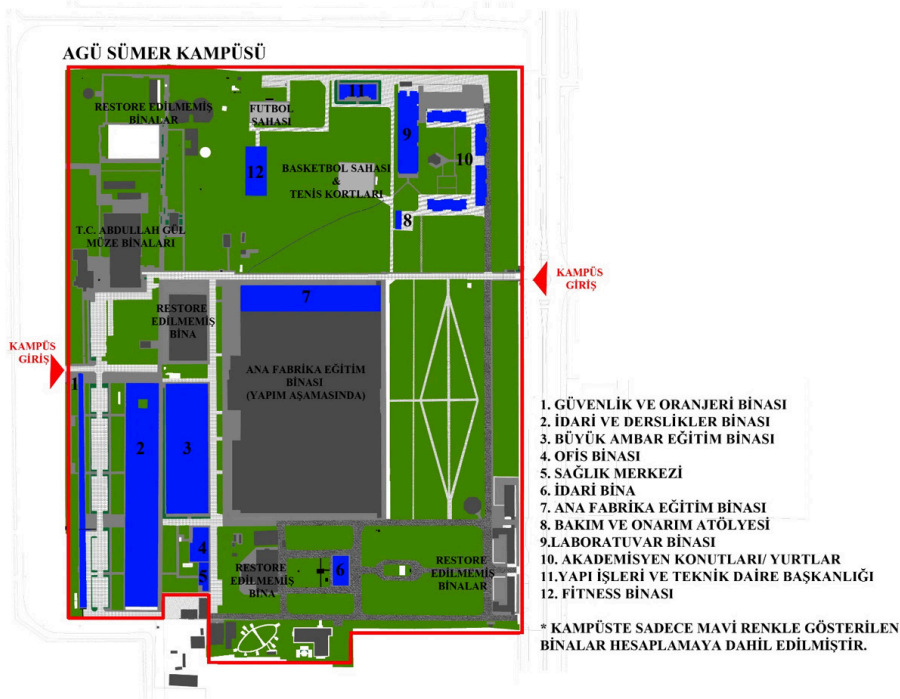 AGÜ SÜMER KAMPÜSÜ
RESTORE EDİLMEMİŞ
BİNALAR
FUTBOL
SAHASI
11
9
10
12
BASKETBOL SAHASI
&
TENİS KORTLARI
8
T.C. ABDULLAH GÜL
MÜZE BİNALARI
KAMPÜS
GİRİŞ
7
RESTORE
EDİLMEMİŞ
BİNA
KAMPÜS
GİRİŞ
ANA FABRİKA EĞİTİM
BİNASI
(YAPIM AŞAMASINDA)
1
2
3
4
5
6
RESTORE
EDİLMEMİŞ
BİNA
RESTORE
EDİLMEMİŞ
BİNALAR
1. GÜVENLİK VE ORANJERİ BİNASI
2. İDARİ VE DERSLİKLER BİNASI
3. BÜYÜK AMBAR EĞİTİM BİNASI
4. OFİS BİNASI
5. SAĞLIK MERKEZİ
6. İDARİ BİNA
7. ANA FABRİKA EĞİTİM BİNASI
8. BAKIM VE ONARIM ATÖLYESİ
9.LABORATUVAR BİNASI
10. AKADEMİSYEN KONUTLARI/ YURTLAR
11.YAPI İŞLERİ VE TEKNİK DAİRE BAŞKANLIĞI
12. FİTNESS BİNASI
* KAMPÜSTE SADECE MAVİ RENKLE GÖSTERİLEN
BİNALAR HESAPLAMAYA DAHİL EDİLMİŞTİR.